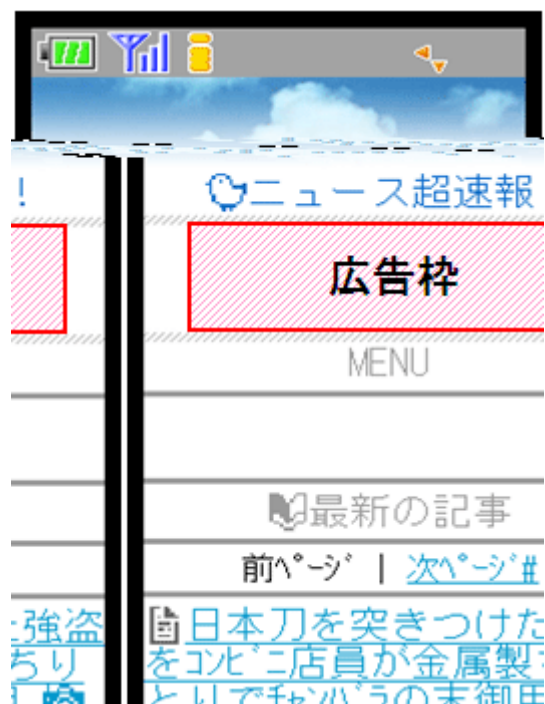 ！
ニュース超速報
広告枠
MENU
最新の記事
前ﾍﾟｰｼﾞ | 次ﾍﾟｰｼﾞ#
強盗
ちり
日本刀を突きつけた
をｺﾝﾋﾞﾆ店員が金属製
とりでﾁｬﾝﾊﾞﾗの末御用